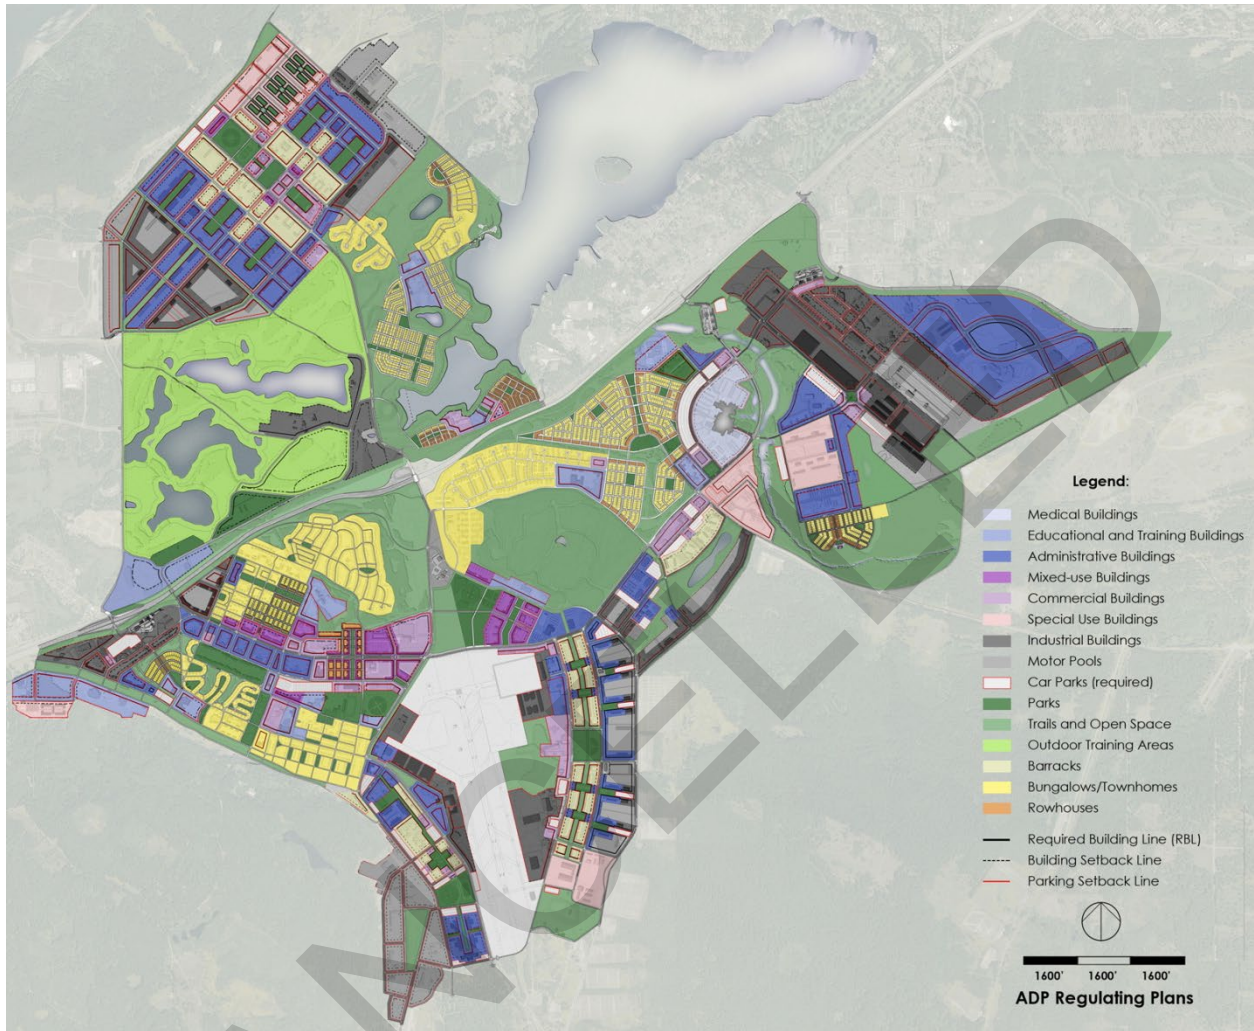 CANCELLED
Legend:
Medical Buildings
Educational and Training Buildings
Administrative Buildings
Mixed-use Buildings
Commercial Buildings
Special Use Buildings
Industrial Buildings
Motor Pools
Car Parks (required)
Parks
Trails and Open Space
Outdoor Training Areas
Barracks
Bungalows/Townhomes
Rowhouses
Required Building Line (RBL)
Building Setback Line
Parking Setback Line
1600' 1600' 1600'
ADP Regulating Plans